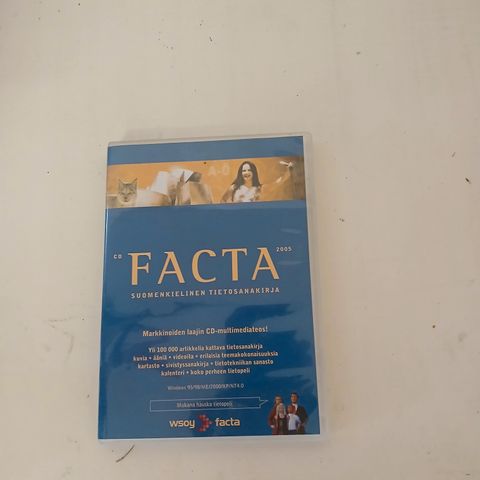 A-Ö
CD FACTA 2005
SUOMENKIELINEN TIETOSANAKIRJA
Markkinoiden laajin CD-multimediateos!
Yli 100 000 artikkelia kattava tietosanakirja
kuvia • ääniä • videoita • erilaisia teemakokonaisuuksia
kartasto • sivistyssanakirja • tietotekniikan sanasto
kalenteri • koko perheen tietopeli
Windows 95/98/ME/2000/XP/NT4.0
Mukana hauska tietopeli
wsoy facta